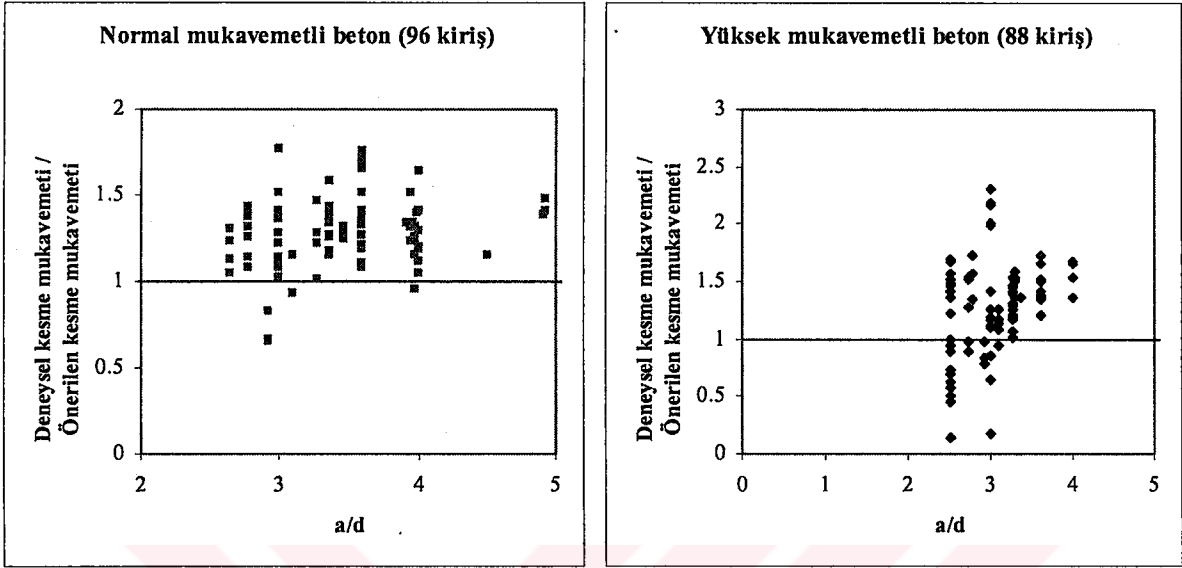 Normal mukavemetli beton (96 kiriş)
Deneysel kesme mukavemeti /
Önerilen kesme mukavemeti
2
1.5
1
0.5
0
2
3
4
5
a/d
Yüksek mukavemetli beton (88 kiriş)
Deneysel kesme mukavemeti /
Önerilen kesme mukavemeti
3
2.5
2
1.5
1
0.5
0
0
1
2
3
4
5
a/d